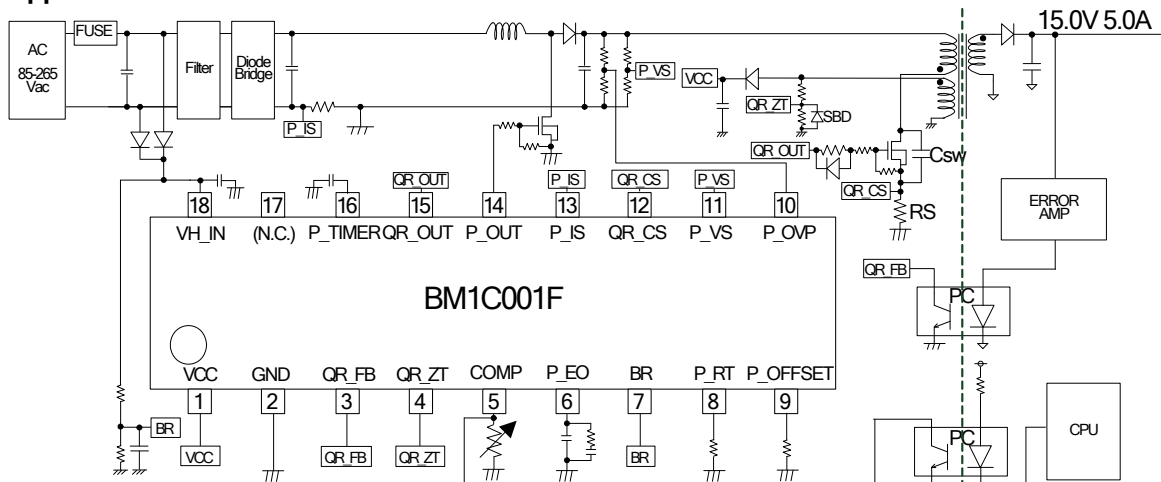 15.0V 5.0A
FUSE
AC
85-265
Vac
Filter
Diode
Bridge
P_IS
P_VS
VCC
QR_ZT
SBD
QR_OUT
Csw
QR_CS
RS
ERROR
AMP
QR_OUT
P_IS
QR_CS
P_VS
18 17 16 15 14 13 12 11 10
VH_IN (N.C.) P_TIMER QR_OUT P_OUT P_IS QR_CS P_VS P_OVP
QR_FB
PC
BM1C001F
VCC GND QR_FB QR_ZT COMP P_EO BR P_RT P_OFFSET
1 2 3 4 5 6 7 8 9
BR
VCC
QR_FB
QR_ZT
BR
PC
CPU